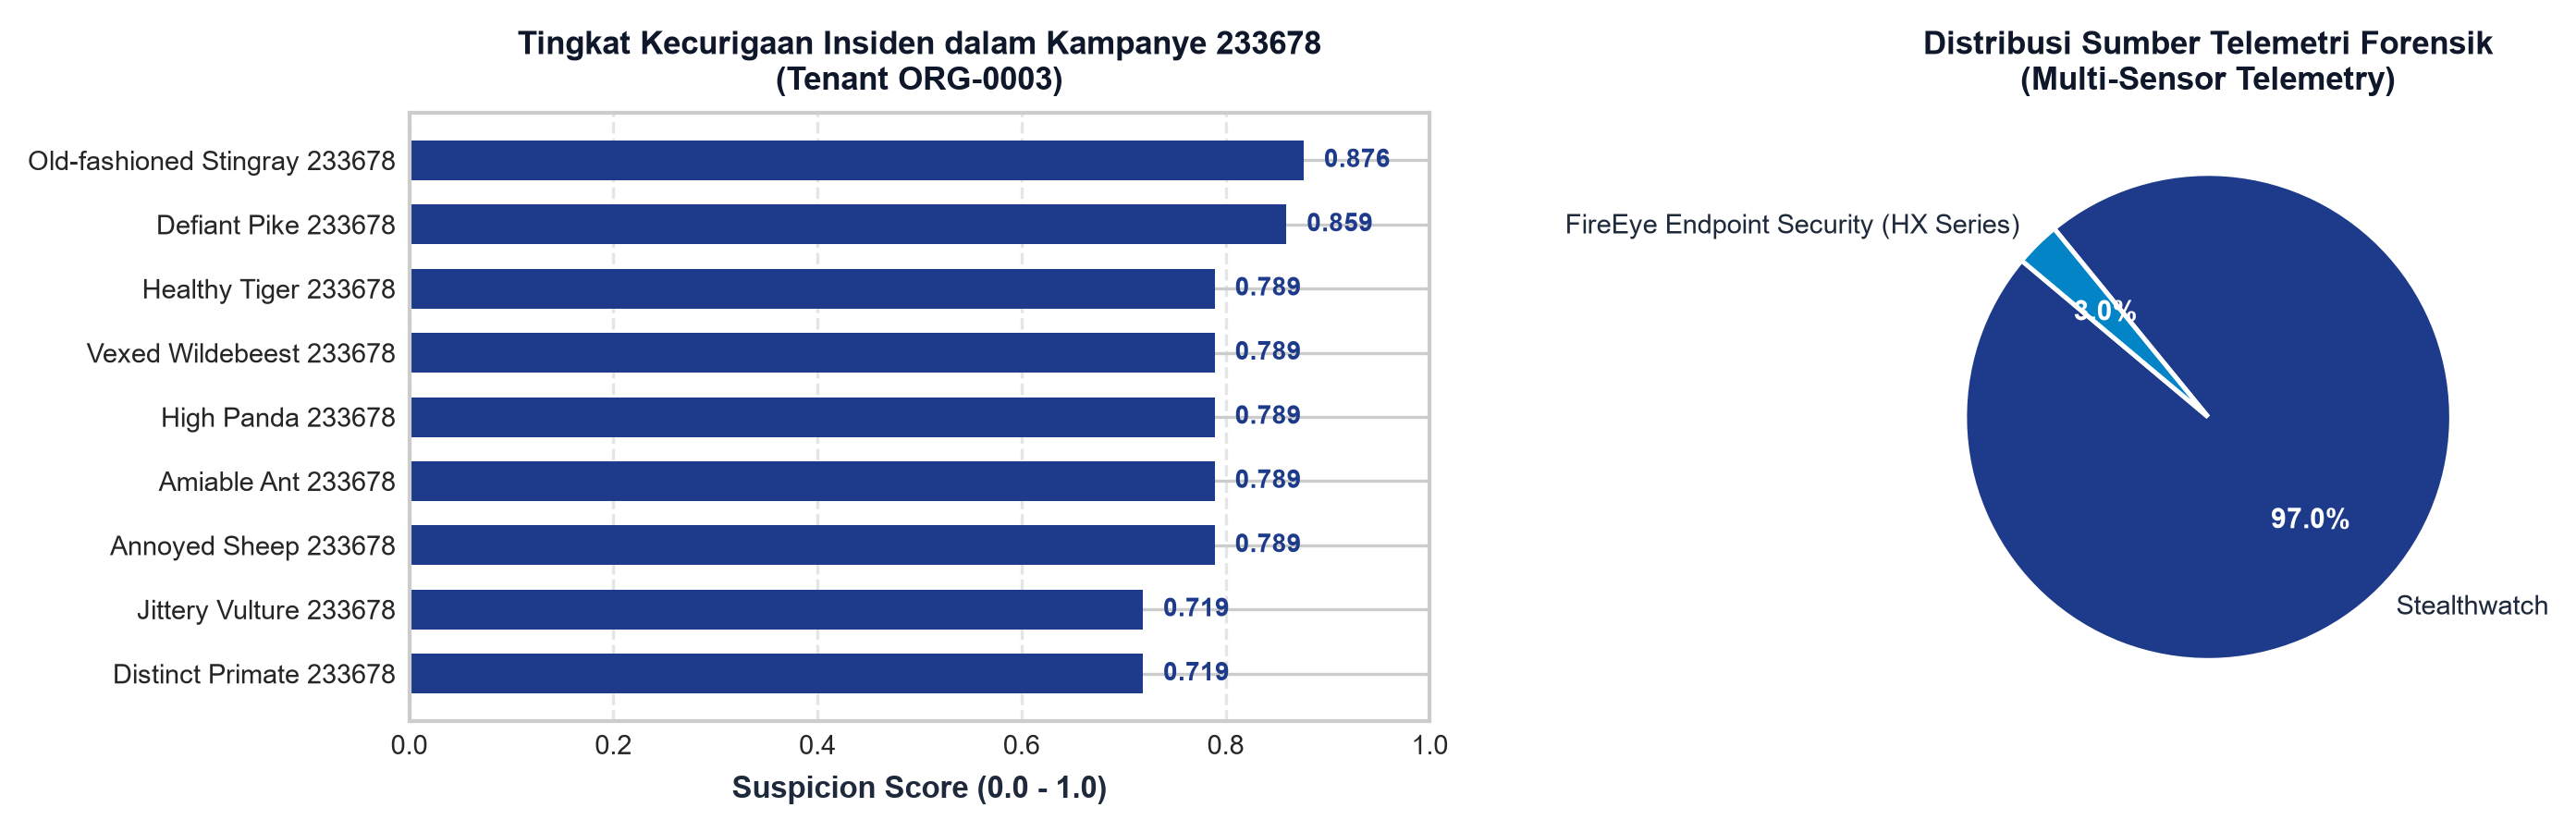 Tingkat Kecurigaan Insiden dalam Kampanye 233678
(Tenant ORG-0003)
Old-fashioned Stingray 233678
0.876
Defiant Pike 233678
0.859
Healthy Tiger 233678
0.789
Vexed Wildebeest 233678
0.789
High Panda 233678
0.789
Amiable Ant 233678
0.789
Annoyed Sheep 233678
0.789
Jittery Vulture 233678
0.719
Distinct Primate 233678
0.719
0.0 0.2 0.4 0.6 0.8 1.0
Suspicion Score (0.0 - 1.0)
Distribusi Sumber Telemetri Forensik
(Multi-Sensor Telemetry)
FireEye Endpoint Security (HX Series)
3.0%
97.0%
Stealthwatch